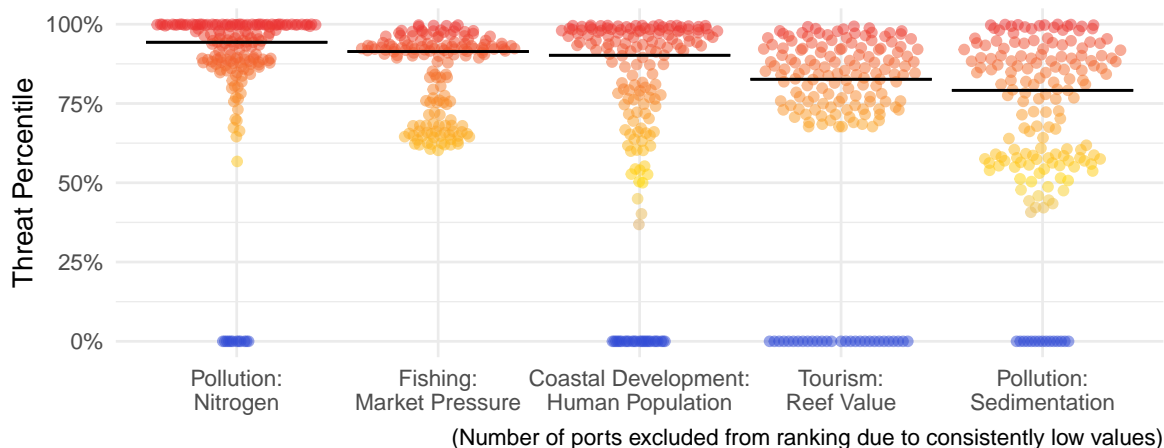 100%
75%
50%
25%
0%
Threat Percentile
Pollution:
Nitrogen
Fishing:
Market Pressure
Coastal Development:
Human Population
Tourism:
Reef Value
Pollution:
Sedimentation
(Number of ports excluded from ranking due to consistently low values)